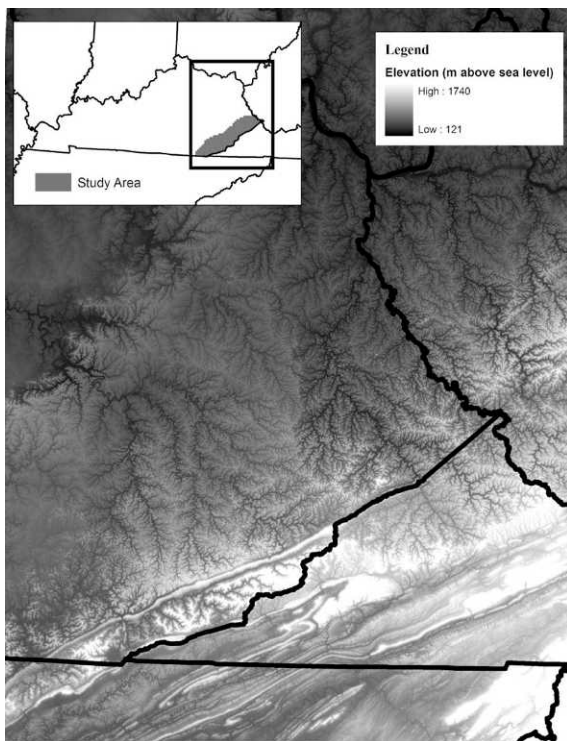 Study Area
Legend
Elevation (m above sea level)
High : 1740
Low : 121